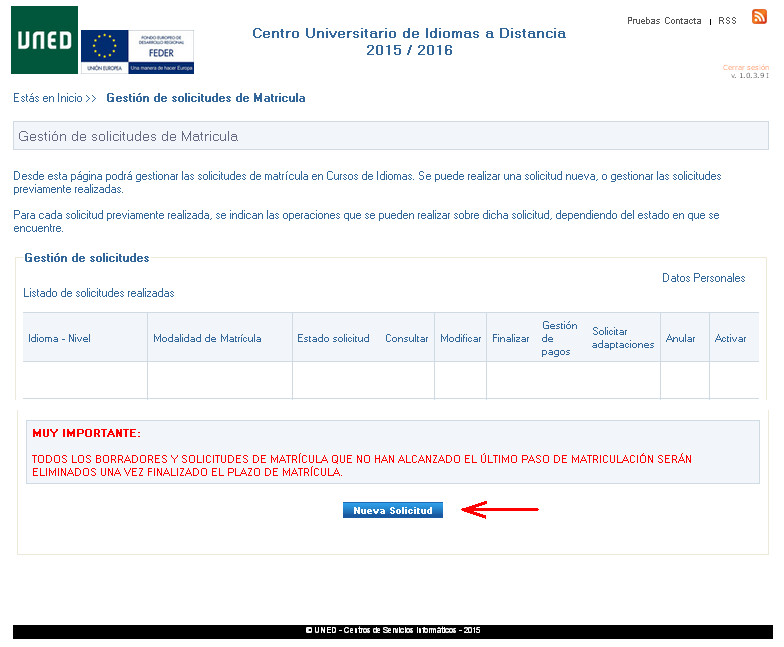 UNED
UNIÓN EUROPEA
FONDO EUROPEO DE
DESARROLLO REGIONAL
FEDER
Una manera de hacer Europa
Centro Universitario de Idiomas a Distancia
2015 / 2016
Pruebas Contacta | RSS
Cerrar sesión
v. 1.0.3.91
Estás en Inicio >> Gestión de solicitudes de Matricula
Gestión de solicitudes de Matricula
Desde esta página podrá gestionar las solicitudes de matrícula en Cursos de Idiomas. Se puede realizar una solicitud nueva, o gestionar las solicitudes
previamente realizadas.
Para cada solicitud previamente realizada, se indican las operaciones que se pueden realizar sobre dicha solicitud, dependiendo del estado en que se
encuentre.
Gestión de solicitudes
Datos Personales
Listado de solicitudes realizadas
Idioma - Nivel
Modalidad de Matrícula
Estado solicitud
Consultar
Modificar
Finalizar
Gestión
de
pagos
Solicitar
adaptaciones
Anular
Activar
MUY IMPORTANTE:
TODOS LOS BORRADORES Y SOLICITUDES DE MATRÍCULA QUE NO HAN ALCANZADO EL ÚLTIMO PASO DE MATRICULACIÓN SERÁN
ELIMINADOS UNA VEZ FINALIZADO EL PLAZO DE MATRÍCULA.
Nueva Solicitud
© UNED - Centros de Servicios Informáticos - 2015